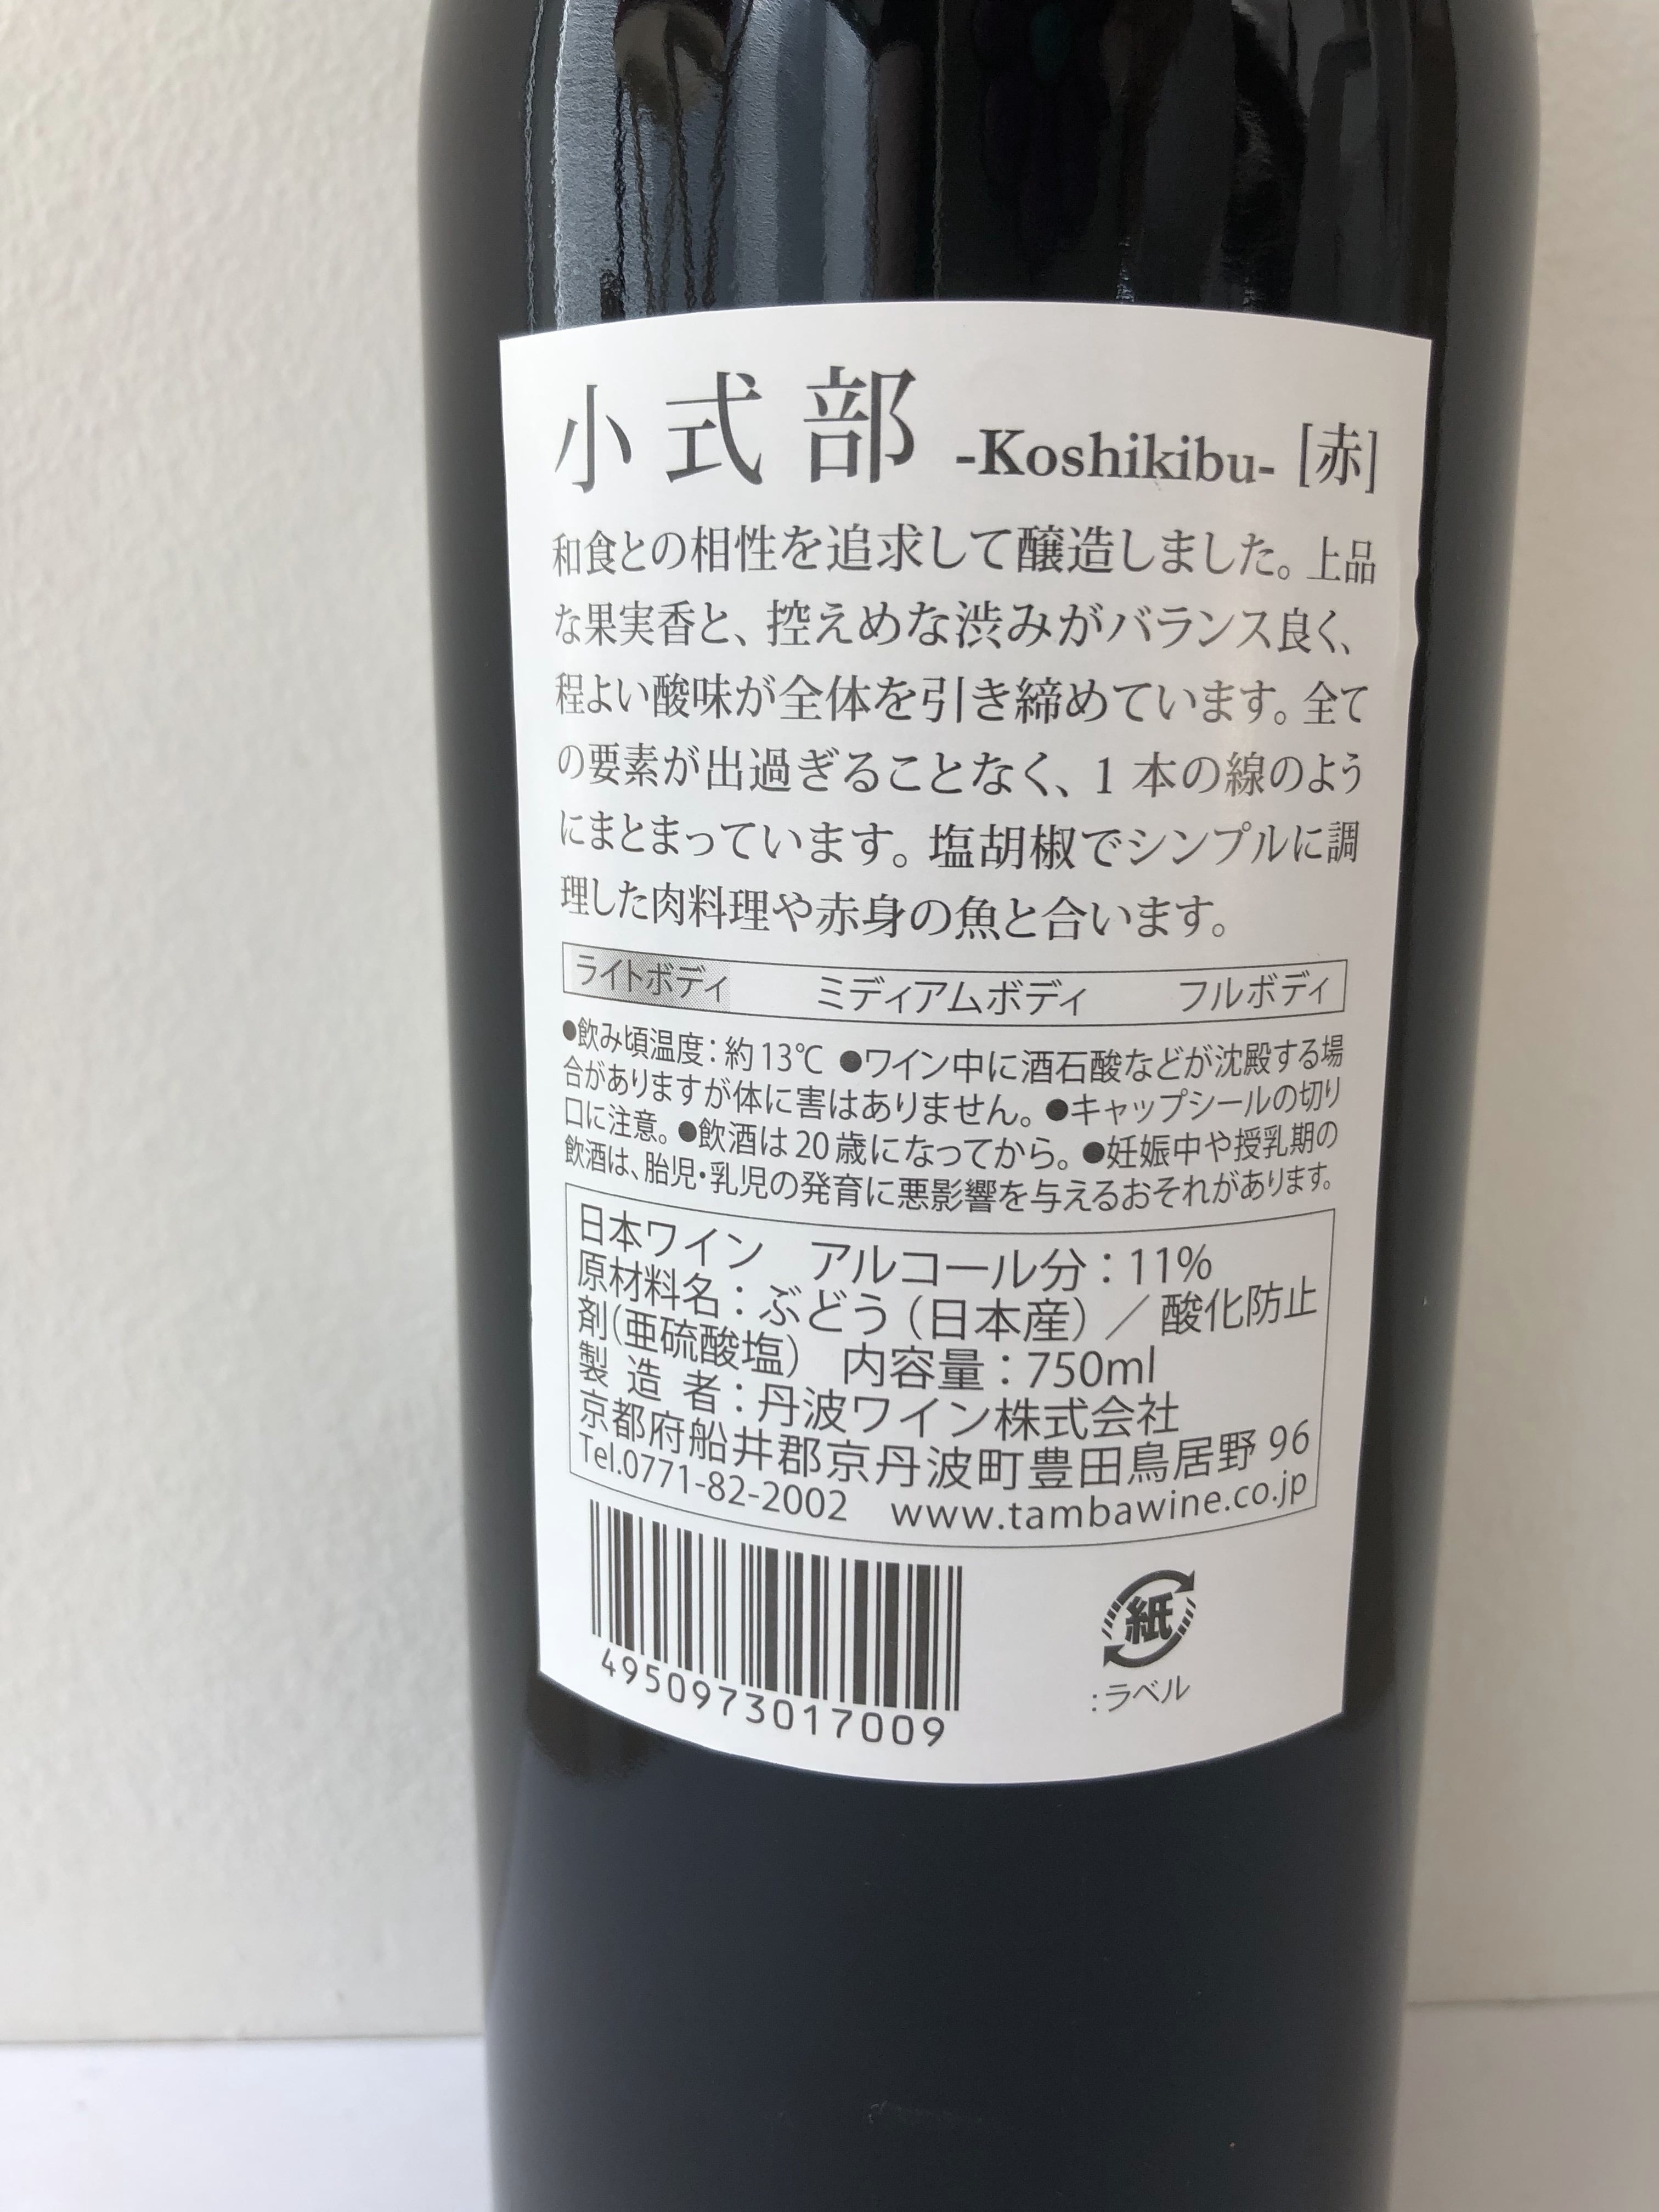 小式部 -Koshikibu- [赤]
和食との相性を追求して醸造しました。上品
な果実香と、控えめな渋みがバランス良く、
程よい酸味が全体を引き締めています。全て
の要素が出過ぎることなく、1 本の線のよう
にまとまっています。塩胡椒でシンプルに調
理した肉料理や赤身の魚と合います。
ライトボディ ミディアムボディ フルボディ
●飲み頃温度：約13℃ ●ワイン中に酒石酸などが沈殿する場
合がありますが体に害はありません。●キャップシールの切り
口に注意。●飲酒は20歳になってから。●妊娠中や授乳期の
飲酒は、胎児・乳児の発育に悪影響を与えるおそれがあります。
日本ワイン アルコール分：11%
原材料名：ぶどう（日本産）／酸化防止
剤（亜硫酸塩） 内容量：750ml
製造者：丹波ワイン株式会社
京都府船井郡京丹波町豊田鳥居野96
Tel.0771-82-2002 www.tambawine.co.jp
4950973017009
紙
：ラベル